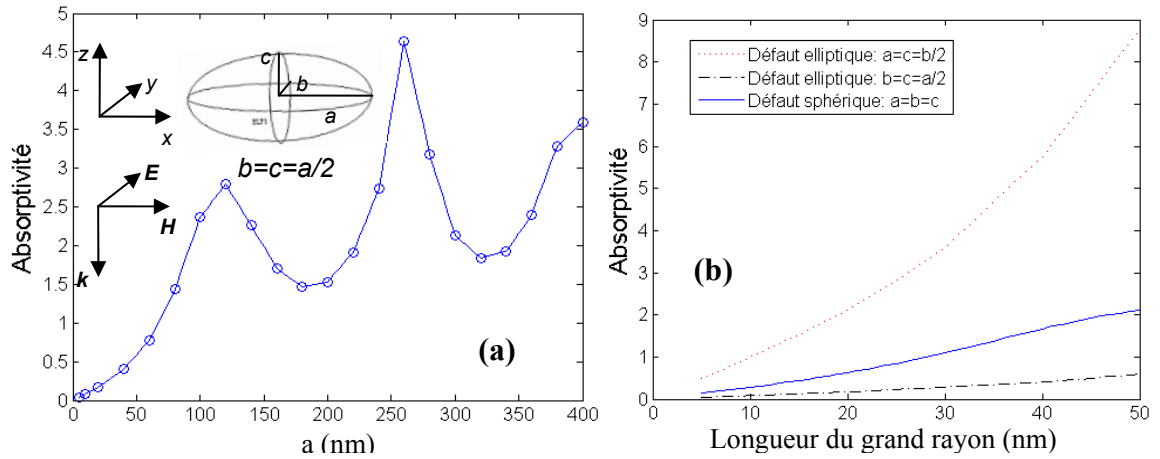 Absorptivité
5
4.5
4
3.5
3
2.5
2
1.5
1
0.5
0
z
y
x
E
H
k
c
b
a
b=c=a/2
(a)
0 50 100 150 200 250 300 350 400
a (nm)
Absorptivité
9
8
7
6
5
4
3
2
1
0
Défaut elliptique: a=c=b/2
Défaut elliptique: b=c=a/2
Défaut sphérique: a=b=c
(b)
0 10 20 30 40 50
Longueur du grand rayon (nm)